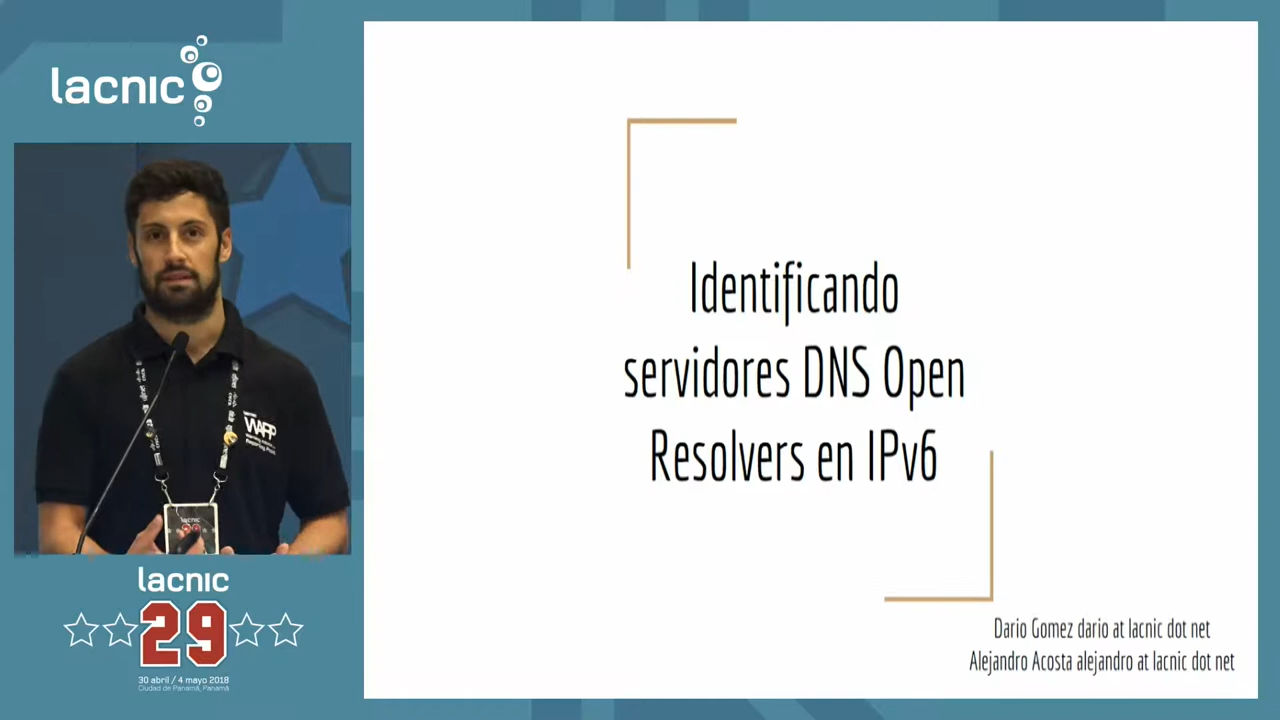 lacnic
WARP
lacnic
lacnic
29
30 abril / 4 mayo 2018
Ciudad de Panamá, Panamá
Identificando
servidores DNS Open
Resolvers en IPv6
Dario Gomez dario at lacnic dot net
Alejandro Acosta alejandro at lacnic dot net